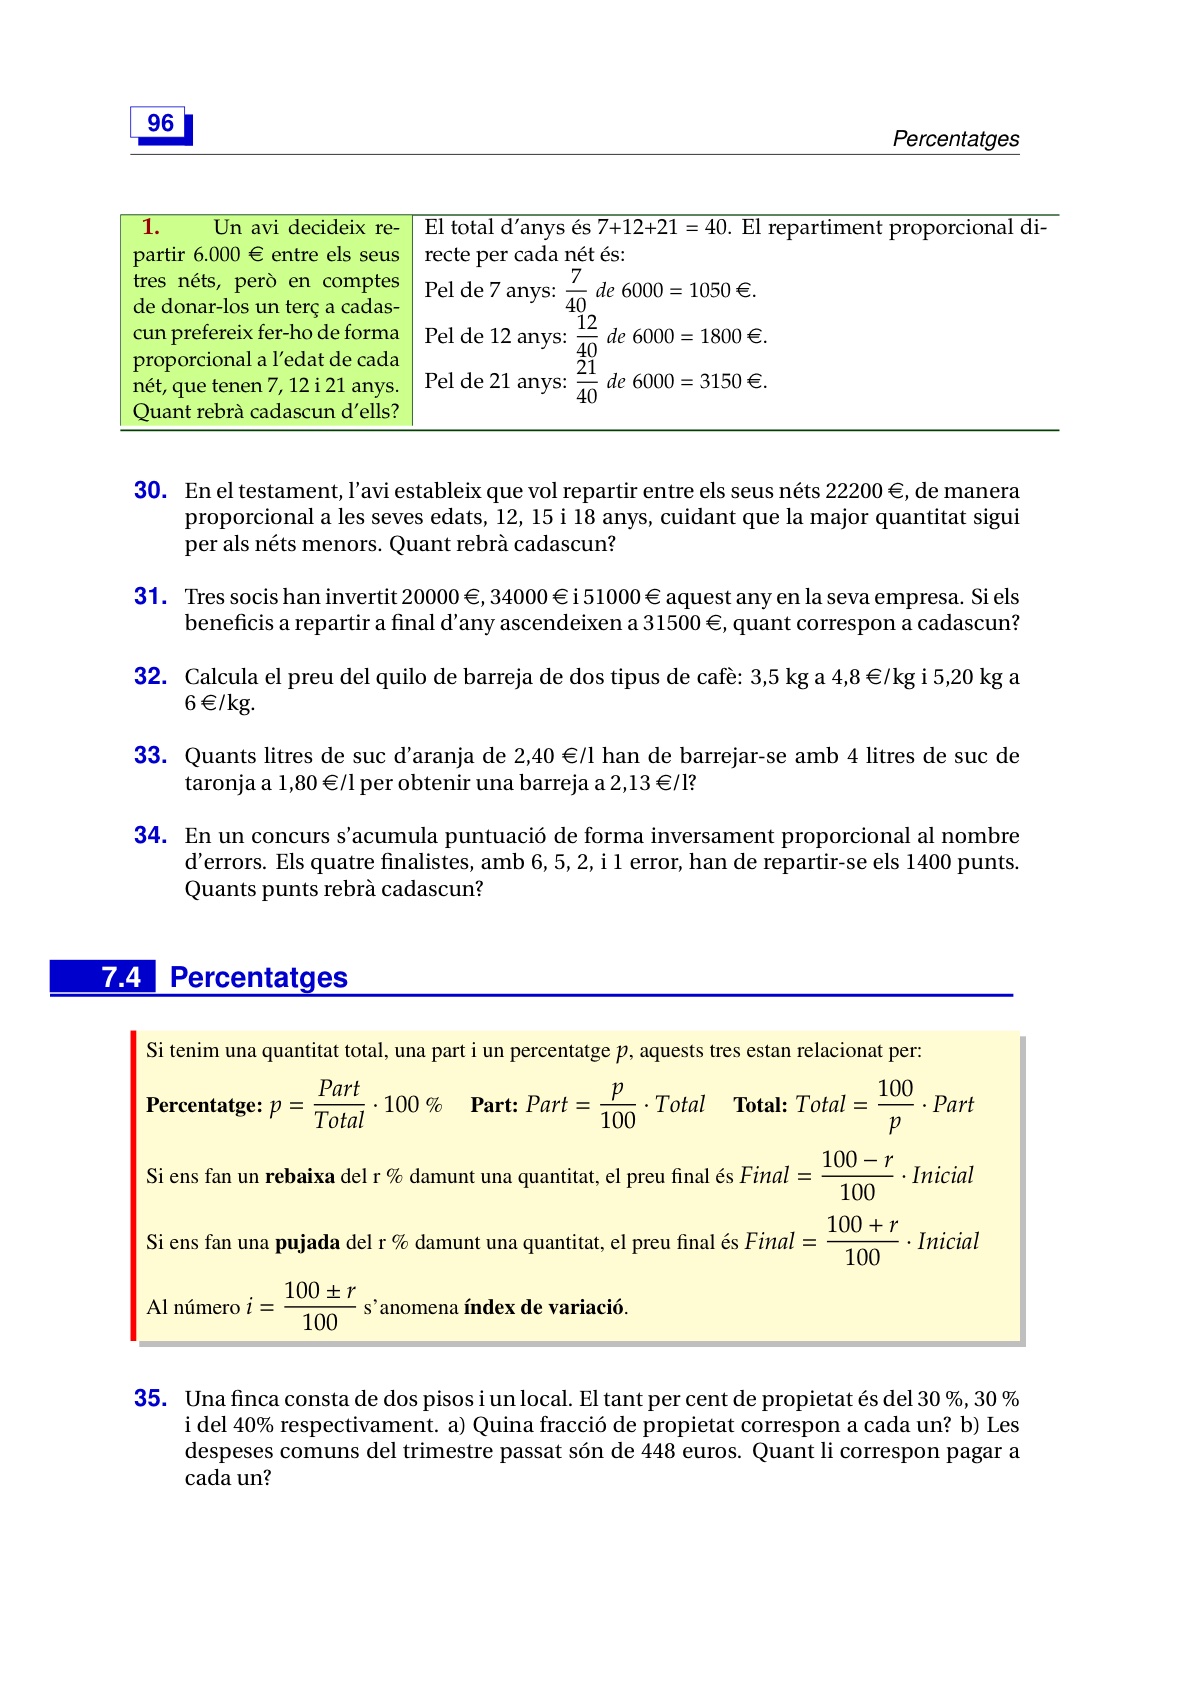 96
Percentatges
1. Un avi decideix re-
partir 6.000 € entre els seus
tres néts, però en comptes
de donar-los un terç a cadas-
cun prefereix fer-ho de forma
proporcional a l'edat de cada
nét, que tenen 7, 12 i 21 anys.
Quant rebrà cadascun d'ells?
El total d'anys és 7+12+21 = 40. El repartiment proporcional di-
recte per cada nét és:
Pel de 7 anys: 7/40 de 6000 = 1050 €.
Pel de 12 anys: 12/40 de 6000 = 1800 €.
Pel de 21 anys: 21/40 de 6000 = 3150 €.
30. En el testament, l'avi estableix que vol repartir entre els seus néts 22200 €, de manera
proporcional a les seves edats, 12, 15 i 18 anys, cuidant que la major quantitat sigui
per als néts menors. Quant rebrà cadascun?
31. Tres socis han invertit 20000 €, 34000 € i 51000 € aquest any en la seva empresa. Si els
beneficis a repartir a final d'any ascendeixen a 31500 €, quant correspon a cadascun?
32. Calcula el preu del quilo de barreja de dos tipus de cafè: 3,5 kg a 4,8 €/kg i 5,20 kg a
6 €/kg.
33. Quants litres de suc d'aranja de 2,40 €/l han de barrejar-se amb 4 litres de suc de
taronja a 1,80 €/l per obtenir una barreja a 2,13 €/l?
34. En un concurs s'acumula puntuació de forma inversament proporcional al nombre
d'errors. Els quatre finalistes, amb 6, 5, 2, i 1 error, han de repartir-se els 1400 punts.
Quants punts rebrà cadascun?
7.4 Percentatges
Si tenim una quantitat total, una part i un percentatge p, aquests tres estan relacionat per:
Percentatge: p = Part/Total · 100 % Part: Part = p/100 · Total Total: Total = 100/p · Part
Si ens fan un rebaixa del r % damunt una quantitat, el preu final és Final = (100 − r)/100 · Inicial
Si ens fan una pujada del r % damunt una quantitat, el preu final és Final = (100 + r)/100 · Inicial
Al número i = (100 ± r)/100 s'anomena índex de variació.
35. Una finca consta de dos pisos i un local. El tant per cent de propietat és del 30 %, 30 %
i del 40% respectivament. a) Quina fracció de propietat correspon a cada un? b) Les
despeses comuns del trimestre passat són de 448 euros. Quant li correspon pagar a
cada un?